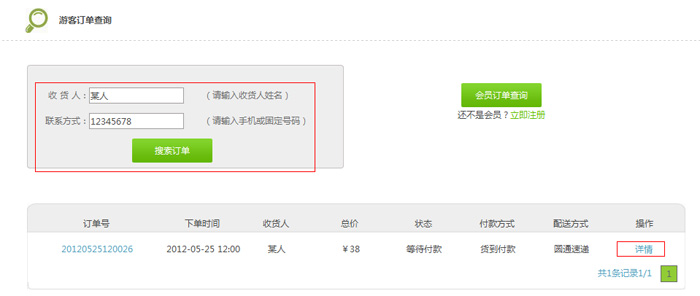 游客订单查询
收 货 人： 某人 （请输入收货人姓名）
联系方式： 12345678 （请输入手机或固定号码）
搜索订单
会员订单查询
还不是会员？立即注册
订单号 下单时间 收货人 总价 状态 付款方式 配送方式 操作
20120525120026 2012-05-25 12:00 某人 ￥38 等待付款 货到付款 圆通速递 详情
共1条记录1/1 1